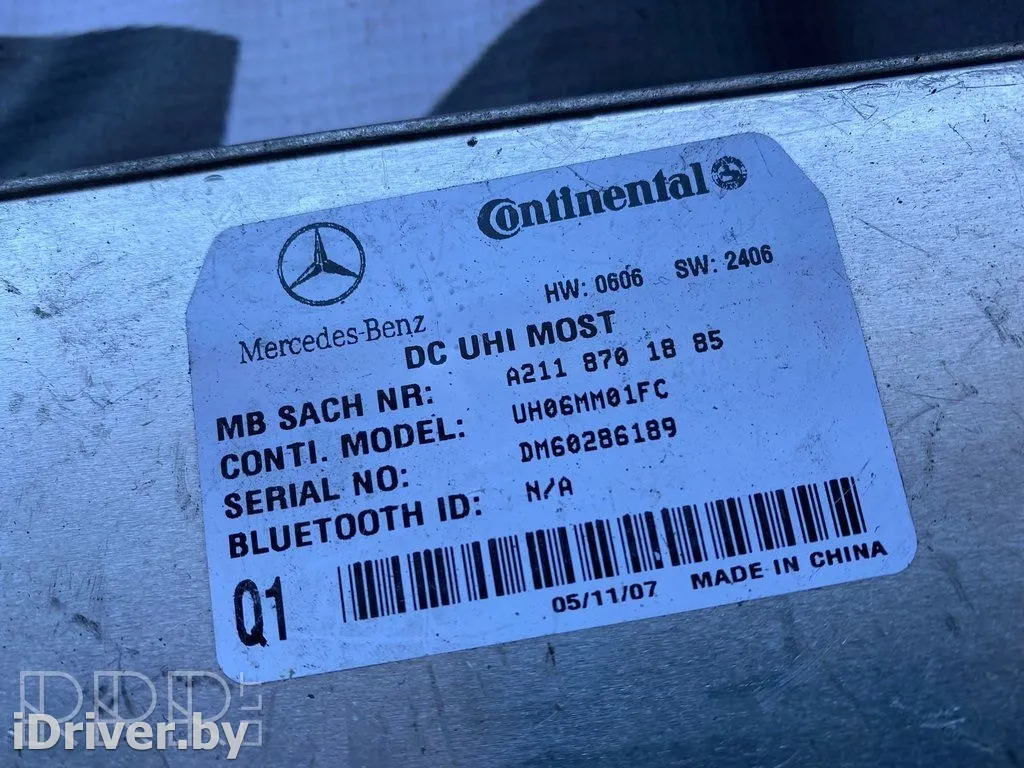 Continental
Mercedes-Benz
HW: 0606 SW: 2406
DC UHI MOST
MB SACH NR: A211 870 18 85
CONTI. MODEL: UH06MM01FC
SERIAL NO: DM60286189
BLUETOOTH ID: N/A
Q1
05/11/07 MADE IN CHINA
iDriver.by